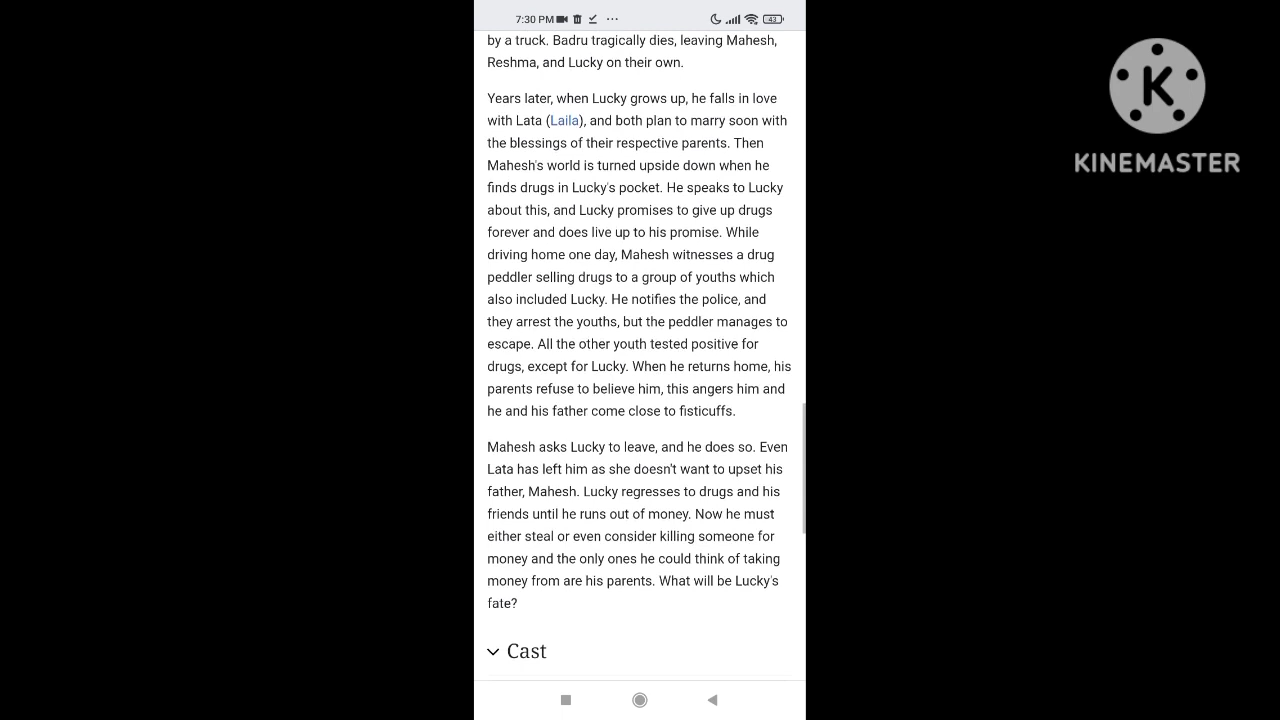 7:30 PM
43
by a truck. Badru tragically dies, leaving Mahesh,
Reshma, and Lucky on their own.
Years later, when Lucky grows up, he falls in love
with Lata (Laila), and both plan to marry soon with
the blessings of their respective parents. Then
Mahesh's world is turned upside down when he
finds drugs in Lucky's pocket. He speaks to Lucky
about this, and Lucky promises to give up drugs
forever and does live up to his promise. While
driving home one day, Mahesh witnesses a drug
peddler selling drugs to a group of youths which
also included Lucky. He notifies the police, and
they arrest the youths, but the peddler manages to
escape. All the other youth tested positive for
drugs, except for Lucky. When he returns home, his
parents refuse to believe him, this angers him and
he and his father come close to fisticuffs.
Mahesh asks Lucky to leave, and he does so. Even
Lata has left him as she doesn't want to upset his
father, Mahesh. Lucky regresses to drugs and his
friends until he runs out of money. Now he must
either steal or even consider killing someone for
money and the only ones he could think of taking
money from are his parents. What will be Lucky's
fate?
Cast
K
KINEMASTER